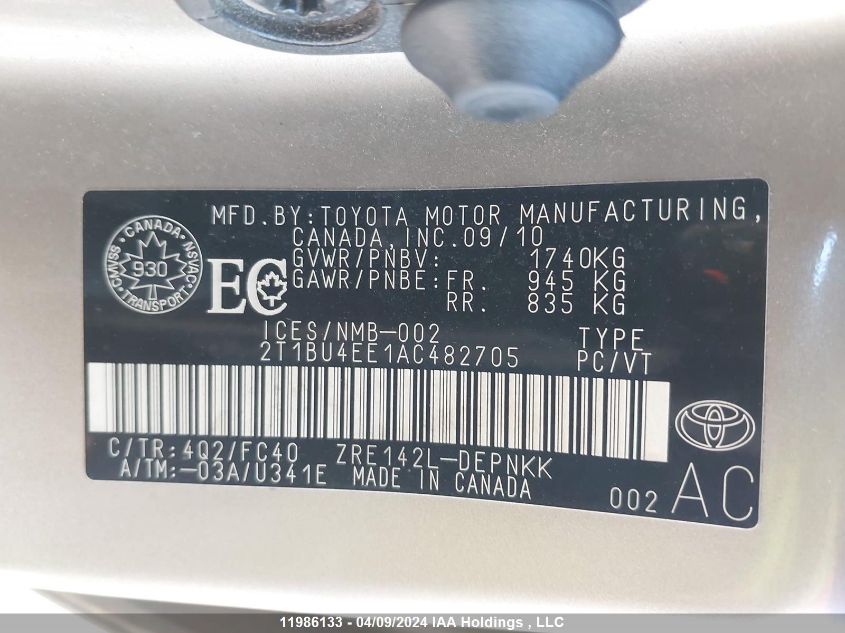 MFD.BY:TOYOTA MOTOR MANUFACTURING,
CANADA,INC.09/10
GVWR/PNBV: 1740KG
GAWR/PNBE:FR. 945 KG
RR. 835 KG
CMVSS NSVAC
930
TRANSPORT
EC
ICES/NMB-002 TYPE
2T1BU4EE1AC482705 PC/VT
C/TR:4Q2/FC40 ZRE142L-DEPNKK
A/TM:-03A/U341E MADE IN CANADA
002 AC
11986133 - 04/09/2024 IAA Holdings , LLC